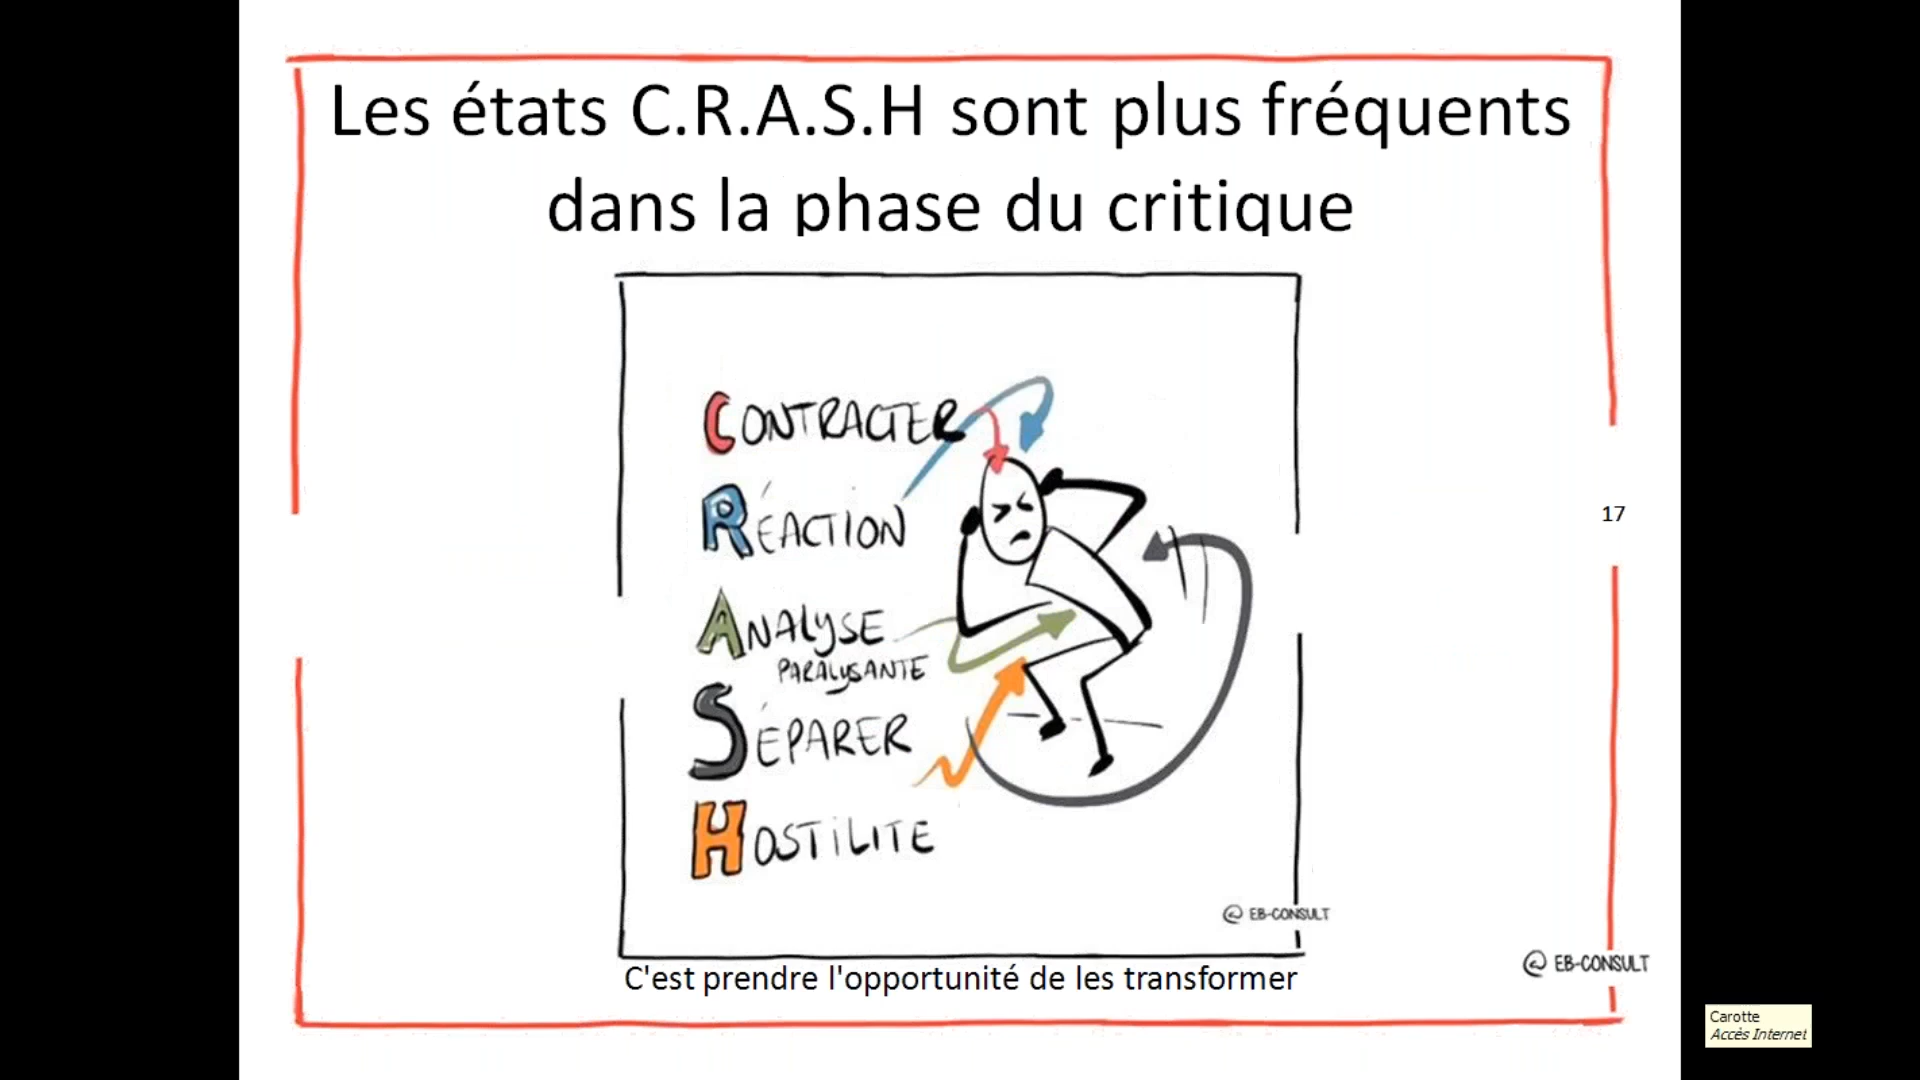 Les états C.R.A.S.H sont plus fréquents
dans la phase du critique
CONTRACTER
RÉACTION
ANALYSE
PARALYSANTE
SÉPARER
HOSTILITE
@ EB-CONSULT
C'est prendre l'opportunité de les transformer
17
@ EB-CONSULT
Carotte
Accès Internet